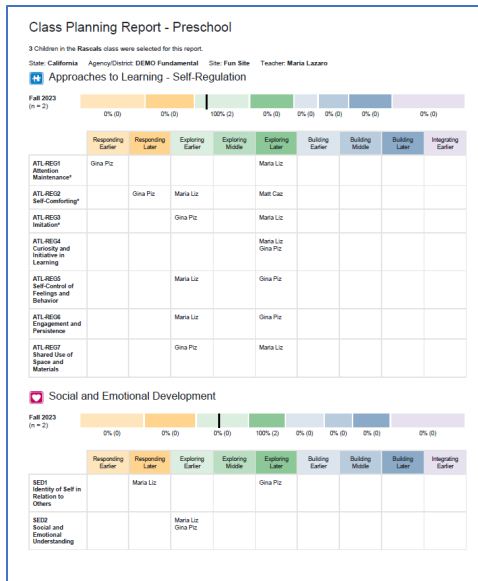 Class Planning Report - Preschool
3 Children in the Rascals class were selected for this report.
State: California Agency/District: DEMO Fundamental Site: Fun Site Teacher: Maria Lazaro
Approaches to Learning - Self-Regulation
Fall 2023
(n = 2)
0% (0) 0% (0) 100% (2) 0% (0) 0% (0) 0% (0) 0% (0) 0% (0)
Responding Earlier Responding Later Exploring Earlier Exploring Middle Exploring Later Building Earlier Building Middle Building Later Integrating Earlier
ATL-REG1 Gina Piz Maria Liz
Attention
Maintenance*
ATL-REG2 Gina Piz Maria Liz Matt Caz
Self-Comforting*
ATL-REG3 Gina Piz Maria Liz
Imitation*
ATL-REG4 Maria Liz
Curiosity and Gina Piz
Initiative in
Learning
ATL-REG5 Maria Liz Gina Piz
Self-Control of
Feelings and
Behavior
ATL-REG6 Maria Liz Gina Piz
Engagement and
Persistence
ATL-REG7 Gina Piz Maria Liz
Shared Use of
Space and
Materials
Social and Emotional Development
Fall 2023
(n = 2)
0% (0) 0% (0) 0% (0) 100% (2) 0% (0) 0% (0) 0% (0) 0% (0)
Responding Earlier Responding Later Exploring Earlier Exploring Middle Exploring Later Building Earlier Building Middle Building Later Integrating Earlier
SED1 Maria Liz Gina Piz
Identity of Self in
Relation to
Others
SED2 Maria Liz
Social and Gina Piz
Emotional
Understanding